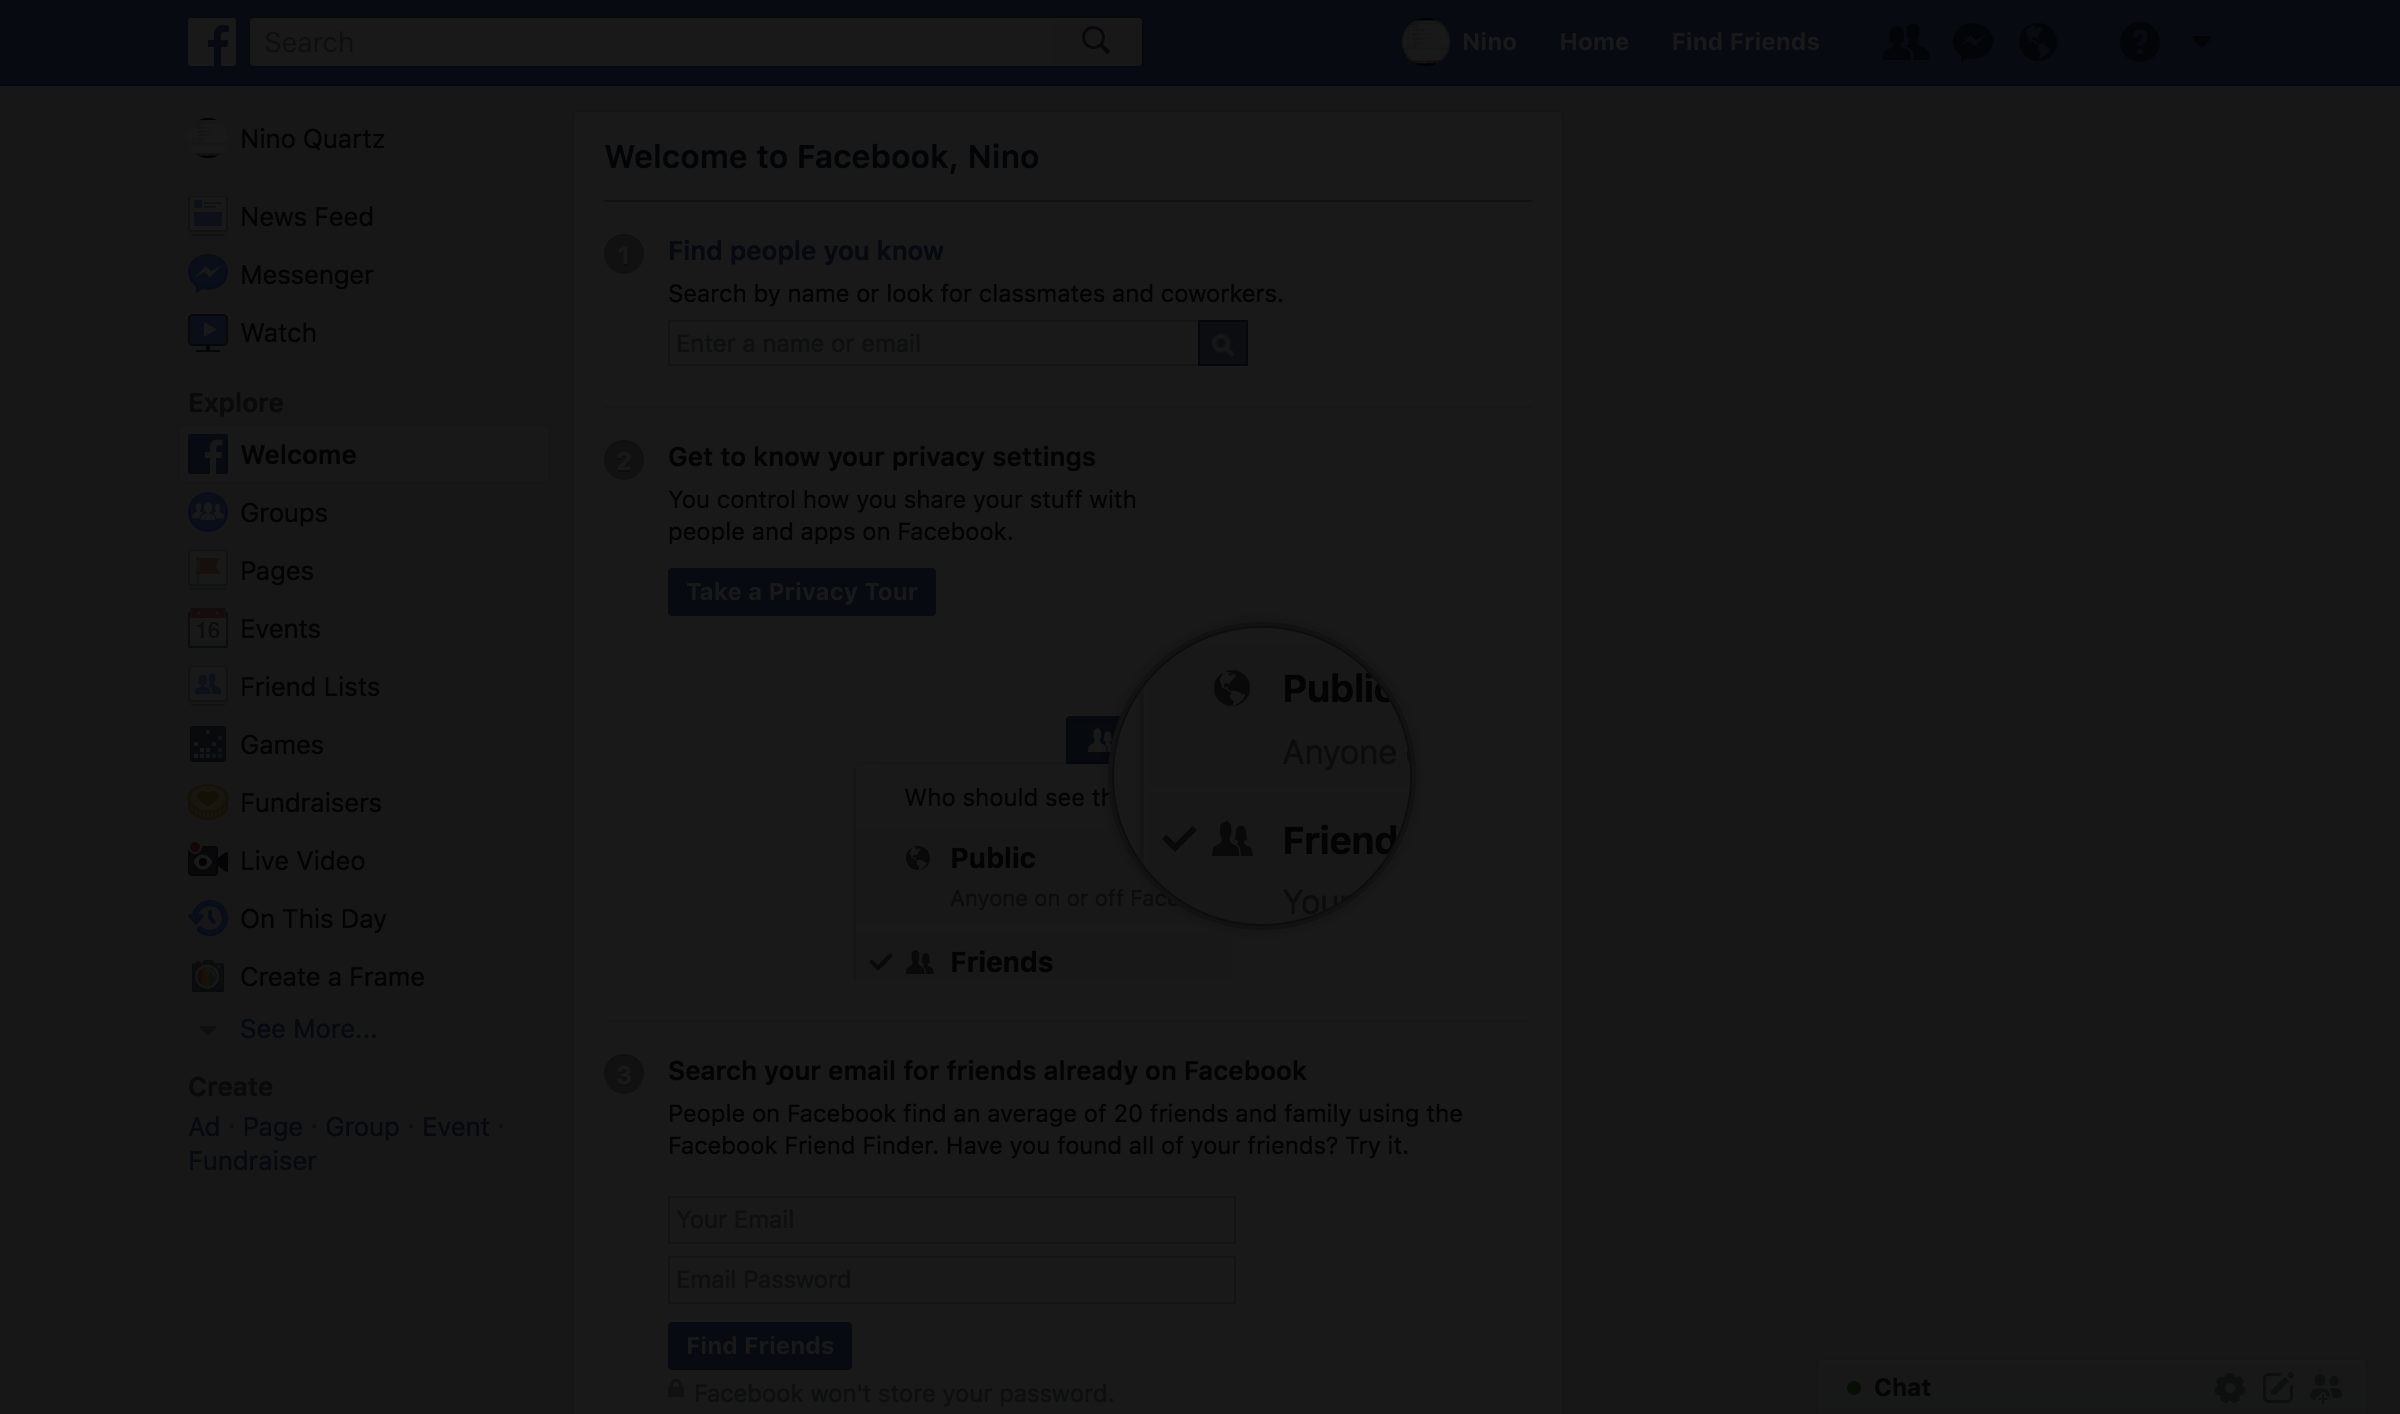 Search
Nino
Home
Find Friends
Nino Quartz
News Feed
Messenger
Watch
Explore
Welcome
Groups
Pages
16
Events
Friend Lists
Games
Fundraisers
Live Video
On This Day
Create a Frame
See More...
Create
Ad · Page · Group · Event ·
Fundraiser
Welcome to Facebook, Nino
1
Find people you know
Search by name or look for classmates and coworkers.
Enter a name or email
2
Get to know your privacy settings
You control how you share your stuff with
people and apps on Facebook.
Take a Privacy Tour
Who should see th
Public
Anyone on or off Face
Friends
Public
Anyone
Friend
Your
3
Search your email for friends already on Facebook
People on Facebook find an average of 20 friends and family using the
Facebook Friend Finder. Have you found all of your friends? Try it.
Your Email
Email Password
Find Friends
Facebook won't store your password.
Chat